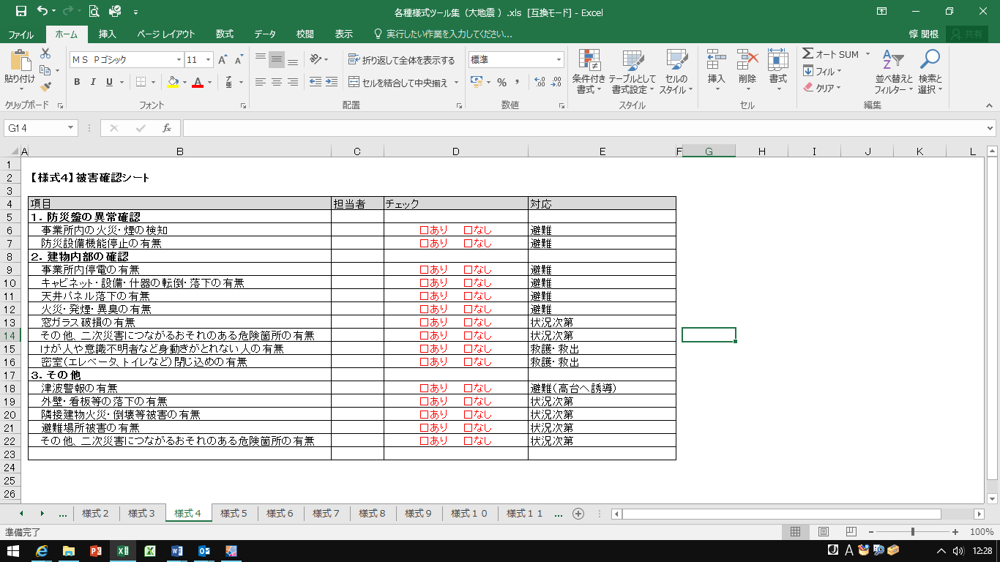 各種様式ツール集（大地震 ）.xls [互換モード] - Excel
ファイル ホーム 挿入 ページ レイアウト 数式 データ 校閲 表示 実行したい作業を入力してください... 惇 関根 共有
貼り付け
クリップボード
ＭＳ Ｐゴシック 11
B I U
フォント
折り返して全体を表示する
セルを結合して中央揃え
配置
標準
%
数値
条件付き書式
テーブルとして書式設定
セルのスタイル
スタイル
挿入 削除 書式
セル
オート SUM
フィル
クリア
並べ替えとフィルター
検索と選択
編集
G14 fx
A B C D E F G H I J K L
1
2 【様式４】被害確認シート
3
4 項目 担当者 チェック 対応
5 １．防災盤の異常確認
6 事業所内の火災・煙の検知 □あり □なし 避難
7 防災設備機能停止の有無 □あり □なし 避難
8 ２．建物内部の確認
9 事業所内停電の有無 □あり □なし 避難
10 キャビネット・設備・什器の転倒・落下の有無 □あり □なし 避難
11 天井パネル落下の有無 □あり □なし 避難
12 火災・発煙・異臭の有無 □あり □なし 避難
13 窓ガラス破損の有無 □あり □なし 状況次第
14 その他、二次災害につながるおそれのある危険箇所の有無 □あり □なし 状況次第
15 けが人や意識不明者など身動きがとれない人の有無 □あり □なし 救護・救出
16 密室（エレベータ、トイレなど）閉じ込めの有無 □あり □なし 救護・救出
17 ３．その他
18 津波警報の有無 □あり □なし 避難（高台へ誘導）
19 外壁・看板等の落下の有無 □あり □なし 状況次第
20 隣接建物火災・倒壊等被害の有無 □あり □なし 状況次第
21 避難場所被害の有無 □あり □なし 状況次第
22 その他、二次災害につながるおそれのある危険箇所の有無 □あり □なし 状況次第
23
24
25
26
... 様式２ 様式３ 様式４ 様式５ 様式６ 様式７ 様式８ 様式９ 様式１０ 様式１１ ...
準備完了 100%
A 12:28